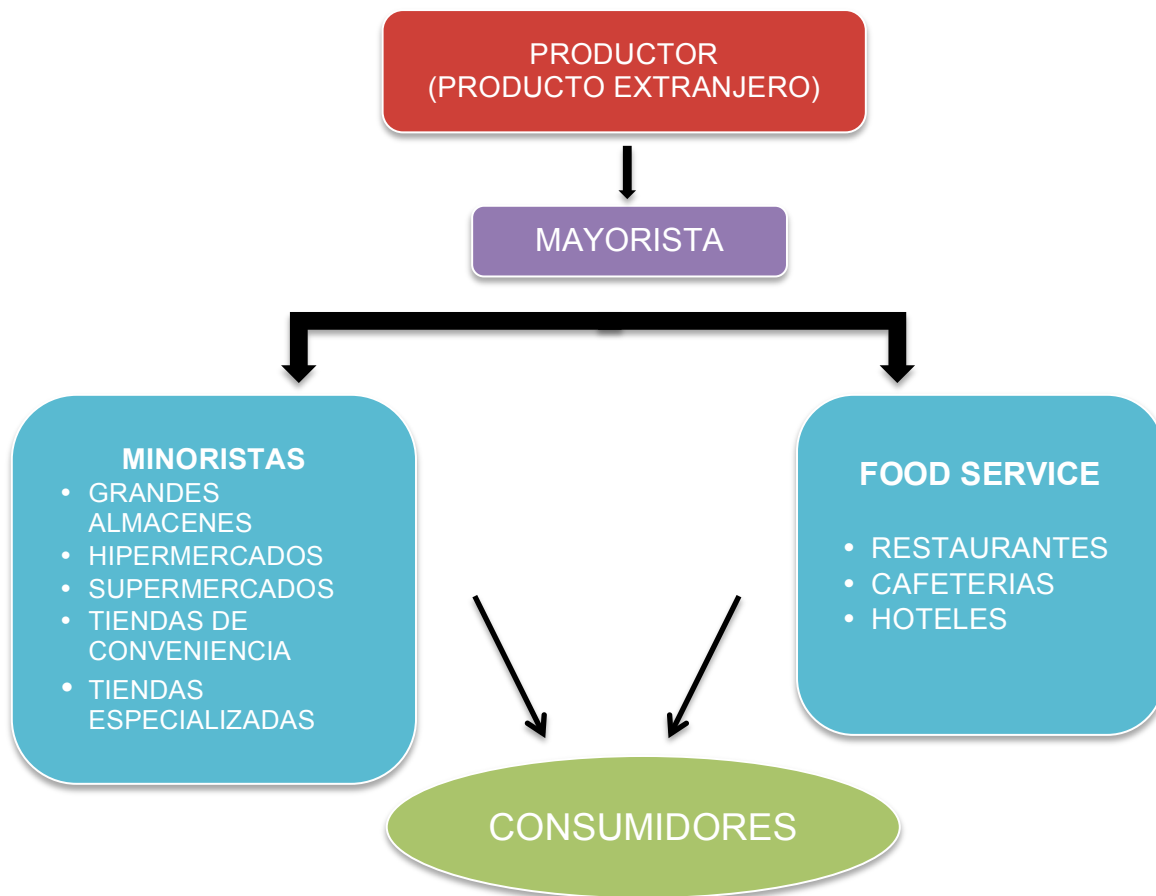 PRODUCTOR
(PRODUCTO EXTRANJERO)
MAYORISTA
MINORISTAS
• GRANDES
ALMACENES
• HIPERMERCADOS
• SUPERMERCADOS
• TIENDAS DE
CONVENIENCIA
• TIENDAS
ESPECIALIZADAS
FOOD SERVICE
• RESTAURANTES
• CAFETERIAS
• HOTELES
CONSUMIDORES